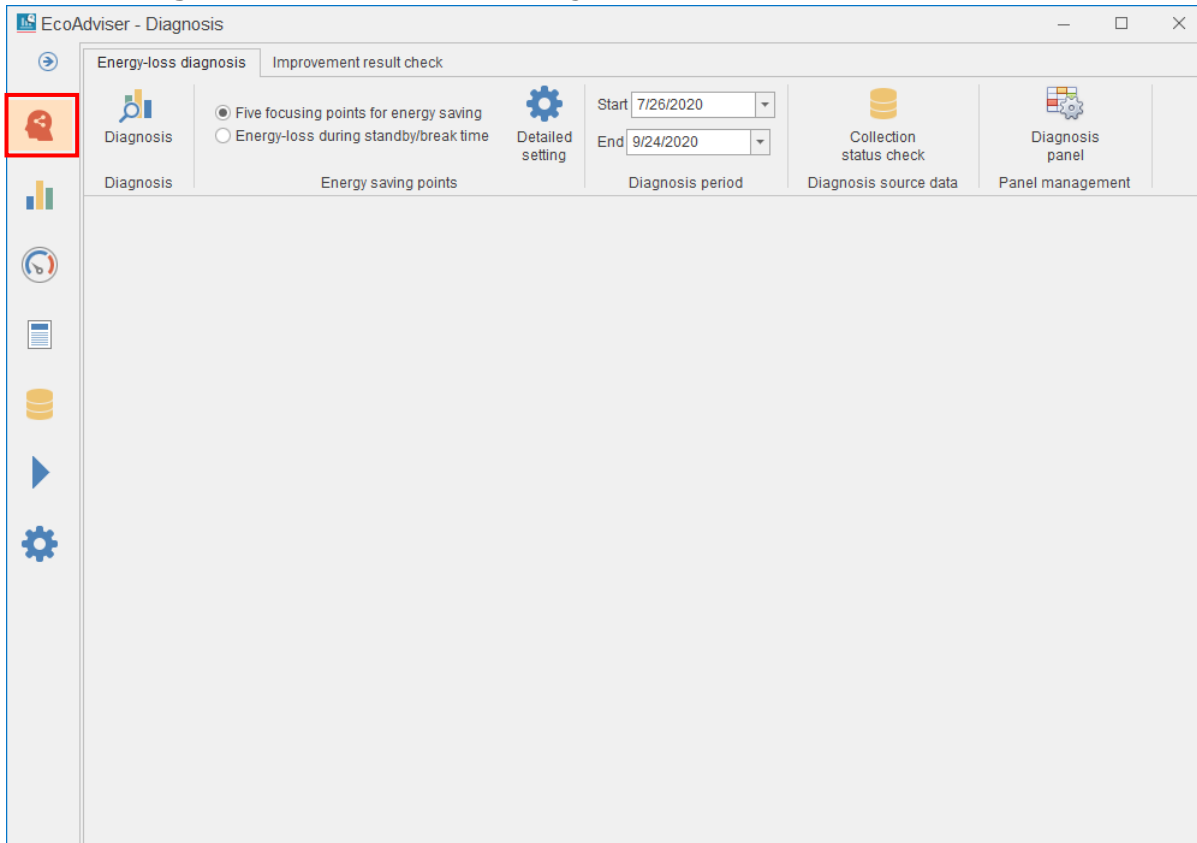 EcoAdviser - Diagnosis
Energy-loss diagnosis
Improvement result check
Diagnosis
Five focusing points for energy saving
Energy-loss during standby/break time
Detailed
setting
Start 7/26/2020
End 9/24/2020
Collection
status check
Diagnosis
panel
Diagnosis
Energy saving points
Diagnosis period
Diagnosis source data
Panel management